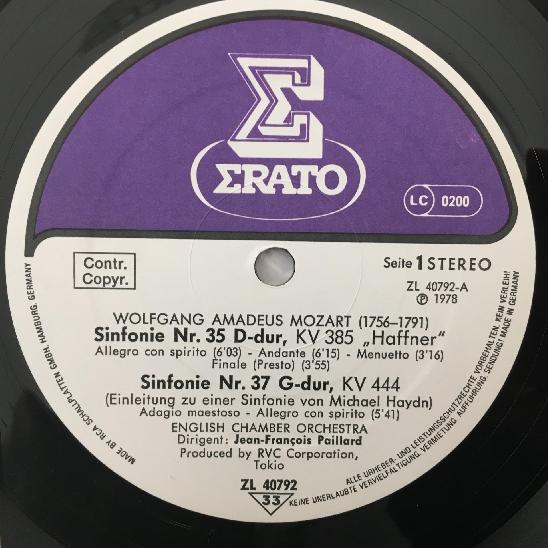 ΣRATO
LC 0200
Contr.
Copyr.
Seite 1 STEREO
ZL 40792-A
Ⓟ 1978
WOLFGANG AMADEUS MOZART (1756–1791)
Sinfonie Nr. 35 D-dur, KV 385 „Haffner“
Allegro con spirito (6'03) - Andante (6'15) - Menuetto (3'16)
Finale (Presto) (3'55)
Sinfonie Nr. 37 G-dur, KV 444
(Einleitung zu einer Sinfonie von Michael Haydn)
Adagio maestoso - Allegro con spirito (5'41)
ENGLISH CHAMBER ORCHESTRA
Dirigent: Jean-François Paillard
Produced by RVC Corporation,
Tokio
ZL 40792
33
MADE BY RCA SCHALLPLATTEN GMBH, HAMBURG, GERMANY
ALLE URHEBER- UND LEISTUNGSSCHUTZRECHTE VORBEHALTEN. KEIN VERLEIH!
KEINE UNERLAUBTE VERVIELFÄLTIGUNG, VERMIETUNG, AUFFÜHRUNG, SENDUNG! MADE IN GERMANY